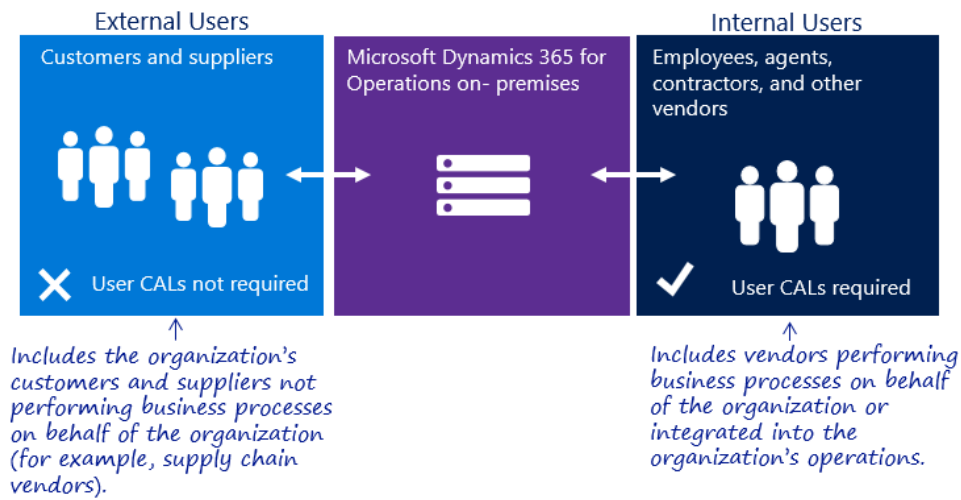 External Users
Customers and suppliers
User CALs not required
Includes the organization's
customers and suppliers not
performing business processes
on behalf of the organization
(for example, supply chain
vendors).
Microsoft Dynamics 365 for
Operations on- premises
Internal Users
Employees, agents,
contractors, and other
vendors
User CALs required
Includes vendors performing
business processes on behalf
of the organization or
integrated into the
organization's operations.